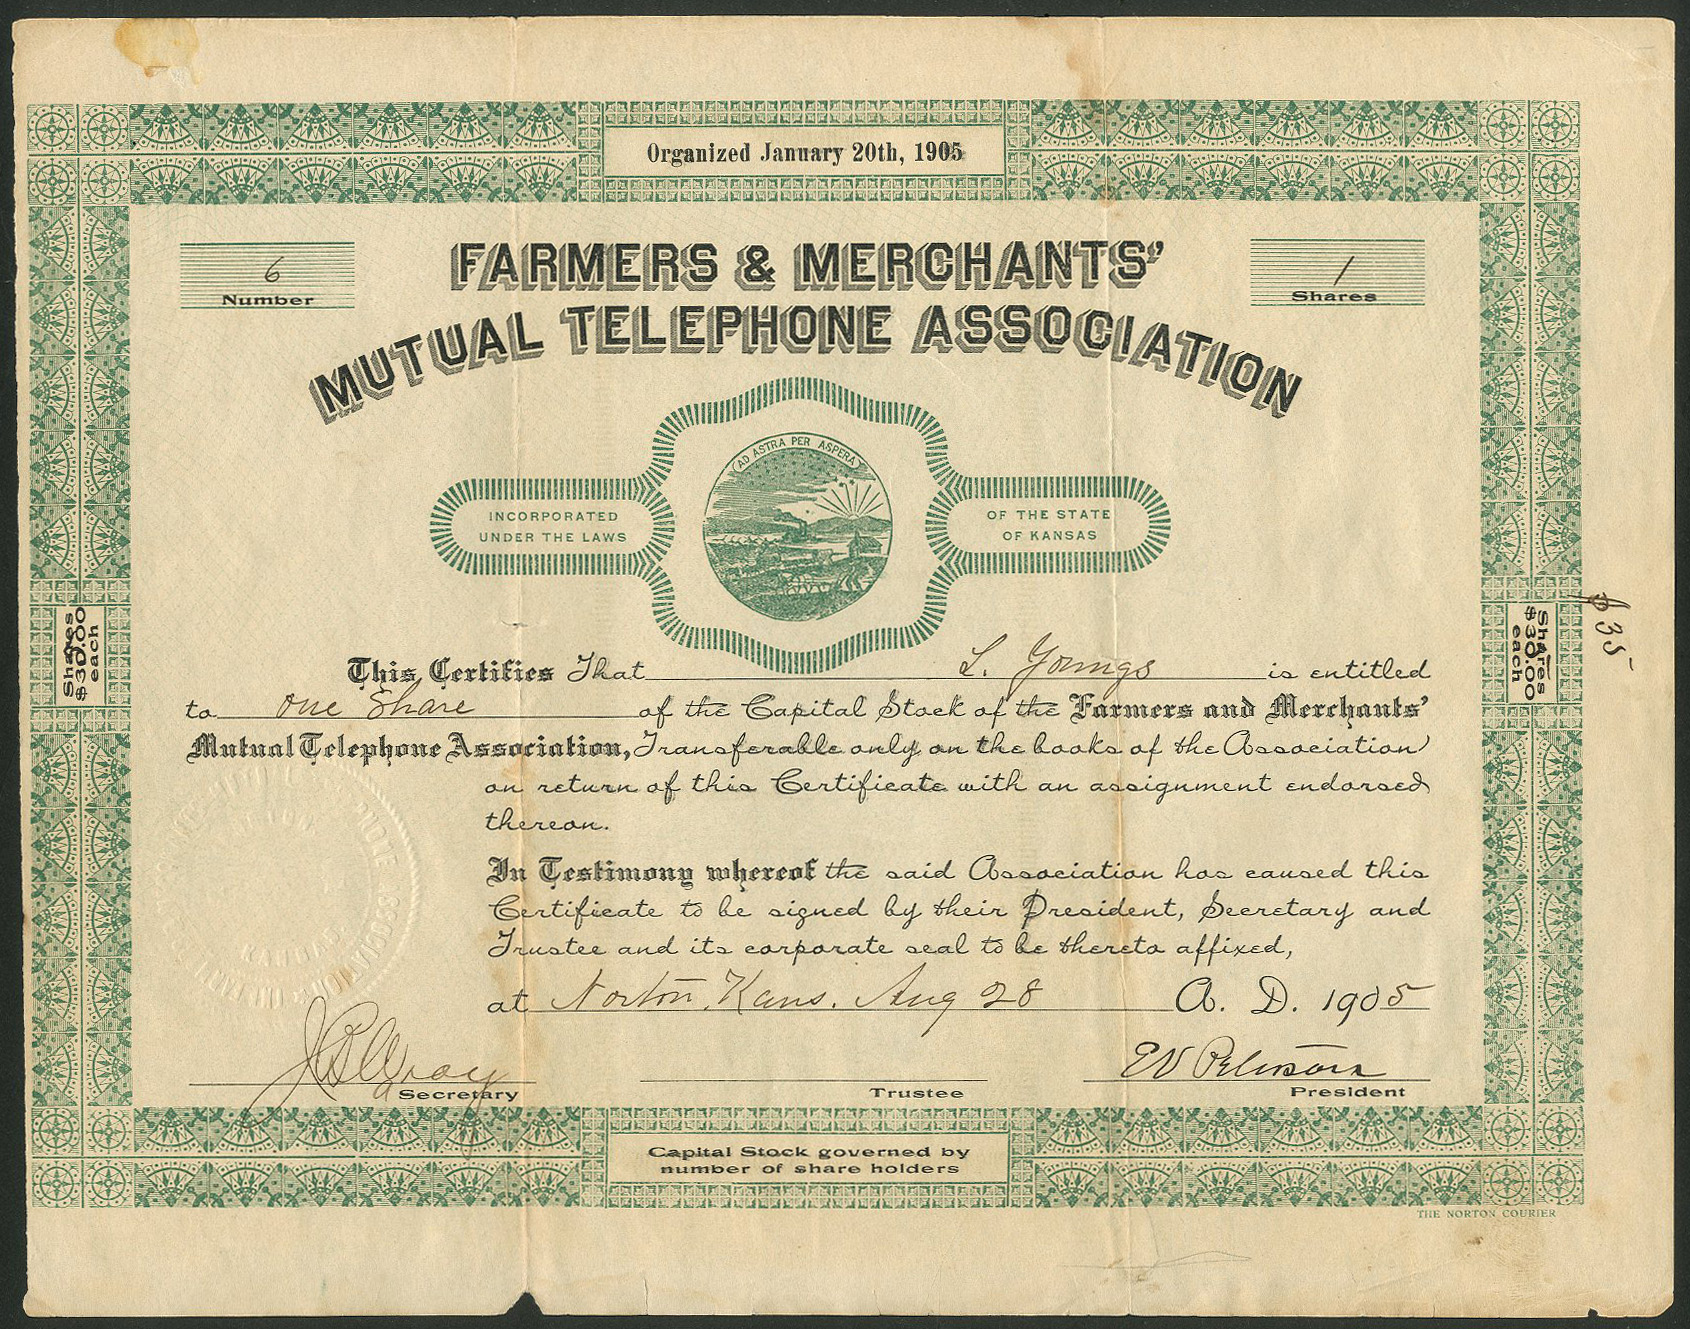 Organized January 20th, 1905
6
Number
FARMERS & MERCHANTS'
MUTUAL TELEPHONE ASSOCIATION
1
Shares
AD ASTRA PER ASPERA
INCORPORATED
UNDER THE LAWS
OF THE STATE
OF KANSAS
Shares
$30.00
each
Shares
$30.00
each
$35
This Certifies That L. Youngs is entitled
to one Share of the Capital Stock of the Farmers and Merchants'
Mutual Telephone Association, Transferable only on the books of the Association
on return of this Certificate with an assignment endorsed
thereon.
In Testimony whereof the said Association has caused this
Certificate to be signed by their President, Secretary and
Trustee and its corporate seal to be thereto affixed,
at Norton, Kans. Aug 28 A. D. 1905
Secretary
Trustee
President
Capital Stock governed by
number of share holders
THE NORTON COURIER